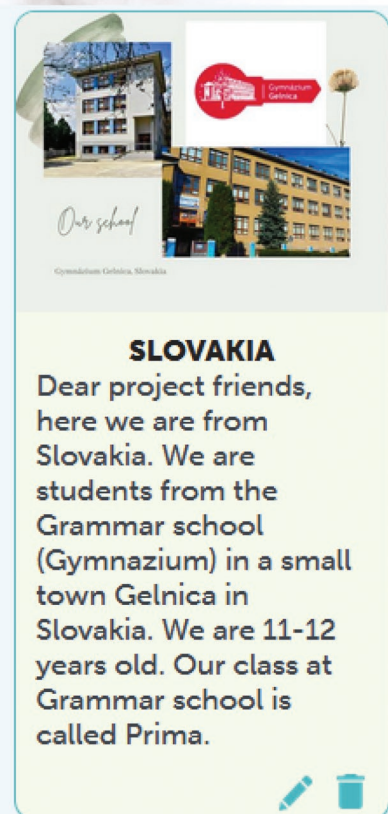 Gymnázium
Gelnica
Our school
Gymnázium Gelnica, Slovakia
SLOVAKIA
Dear project friends,
here we are from
Slovakia. We are
students from the
Grammar school
(Gymnazium) in a small
town Gelnica in
Slovakia. We are 11-12
years old. Our class at
Grammar school is
called Prima.